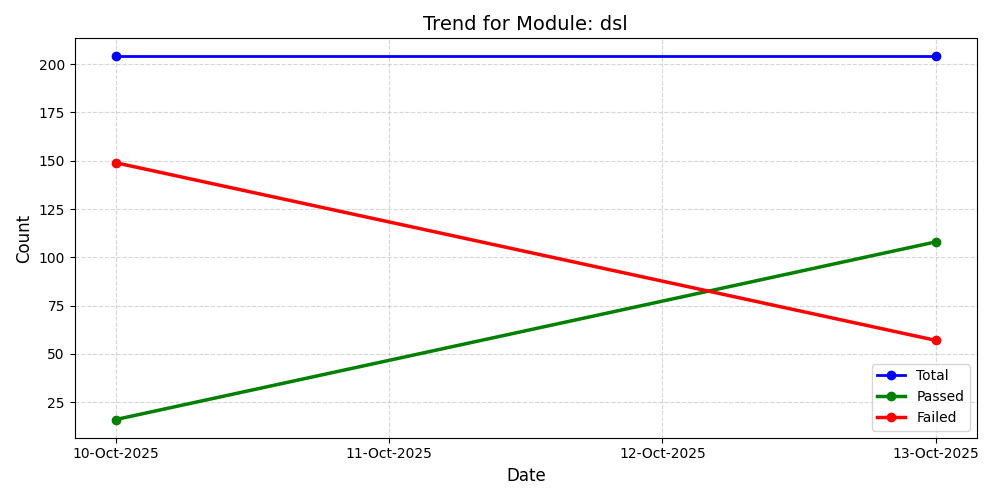 Trend for Module: dsl
Count
200
175
150
125
100
75
50
25
Total
Passed
Failed
10-Oct-2025
11-Oct-2025
12-Oct-2025
13-Oct-2025
Date